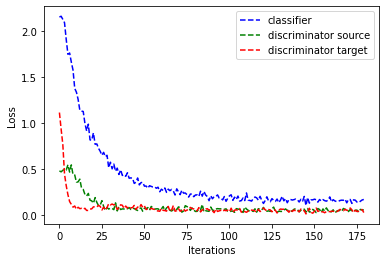 classifier
discriminator source
discriminator target
Loss
2.0
1.5
1.0
0.5
0.0
0 25 50 75 100 125 150 175
Iterations